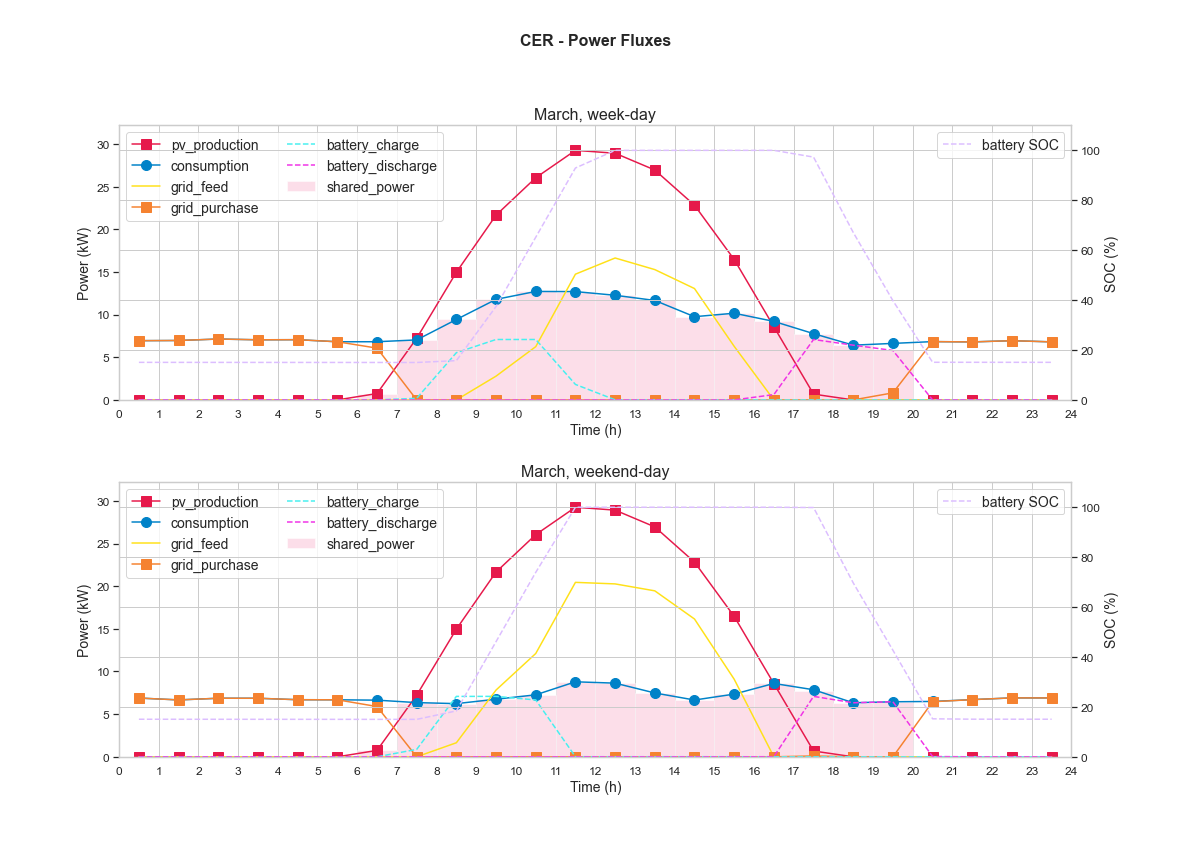 CER - Power Fluxes
March, week-day
pv_production
consumption
grid_feed
grid_purchase
battery_charge
battery_discharge
shared_power
battery SOC
Power (kW)
30
25
20
15
10
5
0
SOC (%)
100
80
60
40
20
0
0 1 2 3 4 5 6 7 8 9 10 11 12 13 14 15 16 17 18 19 20 21 22 23 24
Time (h)
March, weekend-day
pv_production
consumption
grid_feed
grid_purchase
battery_charge
battery_discharge
shared_power
battery SOC
Power (kW)
30
25
20
15
10
5
0
SOC (%)
100
80
60
40
20
0
0 1 2 3 4 5 6 7 8 9 10 11 12 13 14 15 16 17 18 19 20 21 22 23 24
Time (h)